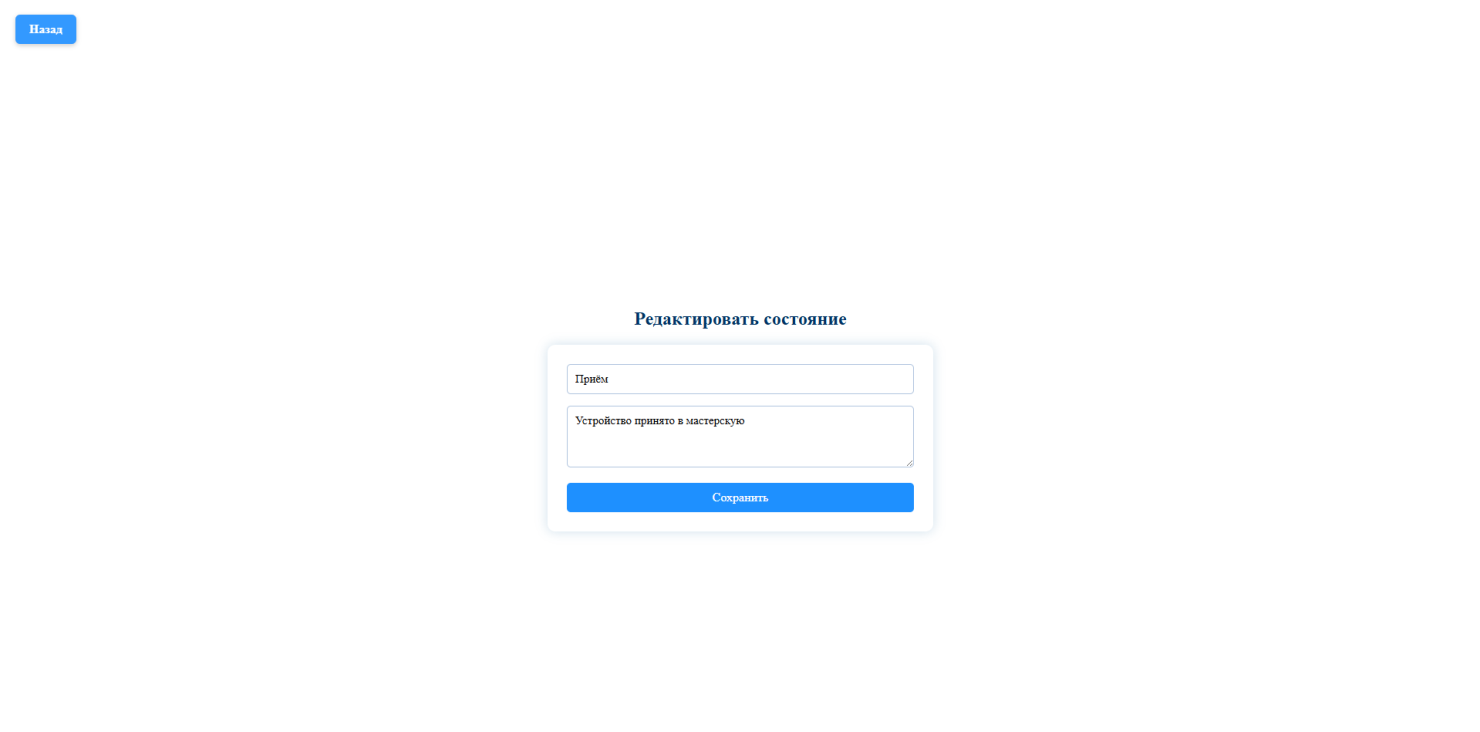 Назад
Редактировать состояние
Приём
Устройство принято в мастерскую
Сохранить